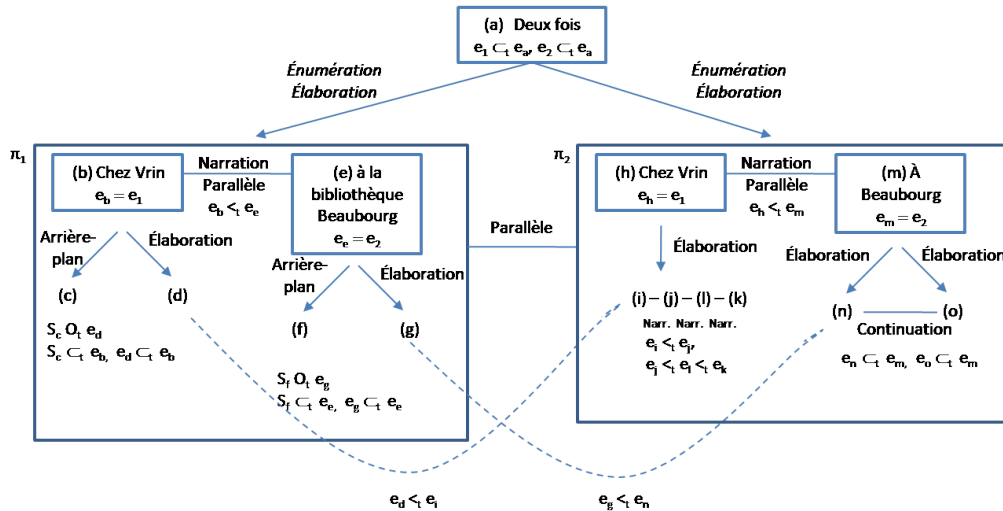 (a) Deux fois
e₁ ⊂ₜ eₐ, e₂ ⊂ₜ eₐ
Énumération
Élaboration
Énumération
Élaboration
π₁
(b) Chez Vrin
e_b = e₁
Narration
Parallèle
e_b <ₜ e_e
(e) à la
bibliothèque
Beaubourg
e_e = e₂
Arrière-
plan
Élaboration
(c)
(d)
S_c Oₜ e_d
S_c ⊂ₜ e_b, e_d ⊂ₜ e_b
Arrière-
plan
Élaboration
(f)
(g)
S_f Oₜ e_g
S_f ⊂ₜ e_e, e_g ⊂ₜ e_e
Parallèle
π₂
(h) Chez Vrin
e_h = e₁
Narration
Parallèle
e_h <ₜ e_m
(m) À
Beaubourg
e_m = e₂
Élaboration
(i) – (j) – (l) – (k)
Narr. Narr. Narr.
e_i <ₜ e_j,
e_j <ₜ e_l <ₜ e_k
Élaboration
Élaboration
(n)
(o)
Continuation
e_n ⊂ₜ e_m, e_o ⊂ₜ e_m
e_d <ₜ e_i
e_g <ₜ e_n